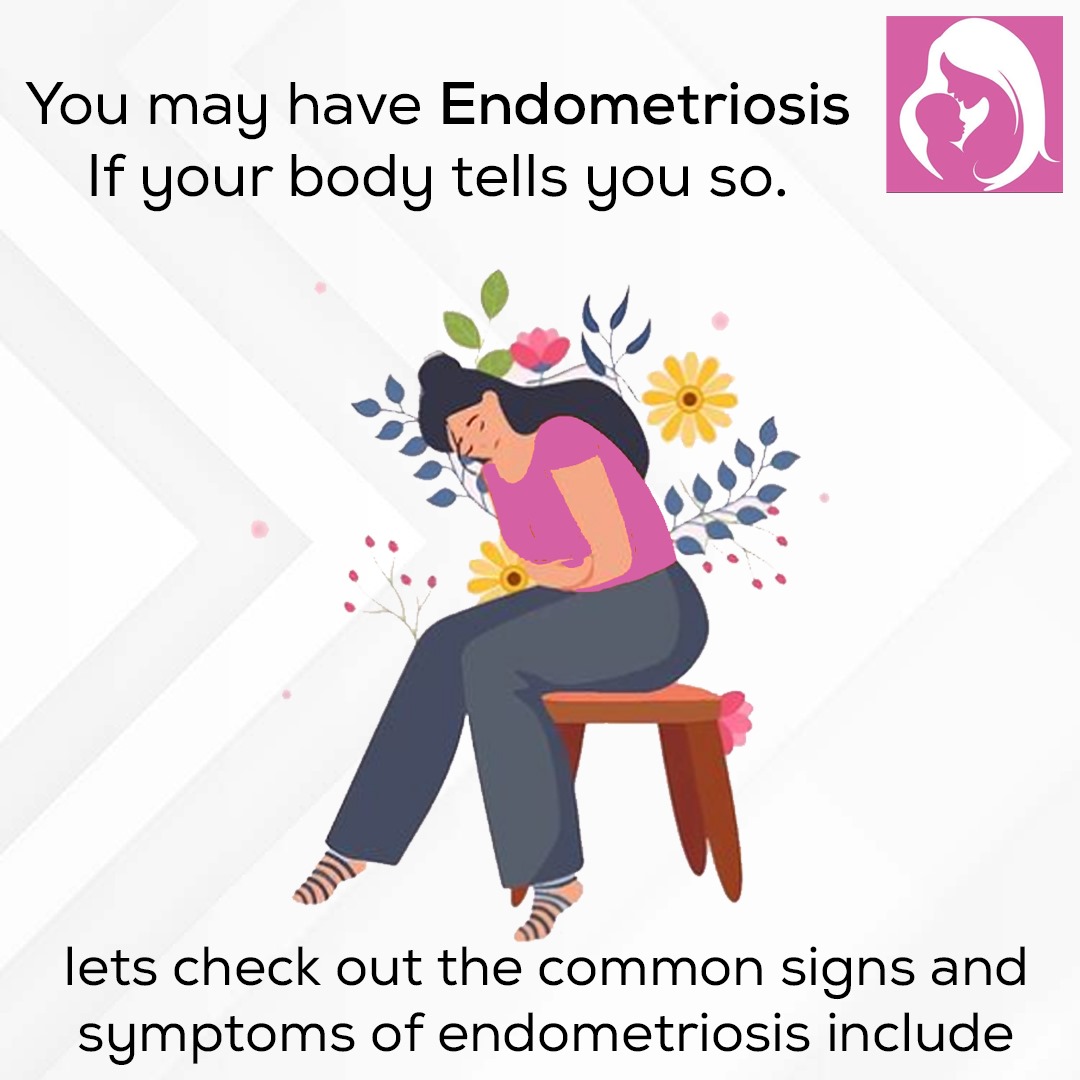 You may have Endometriosis
If your body tells you so.
lets check out the common signs and
symptoms of endometriosis include